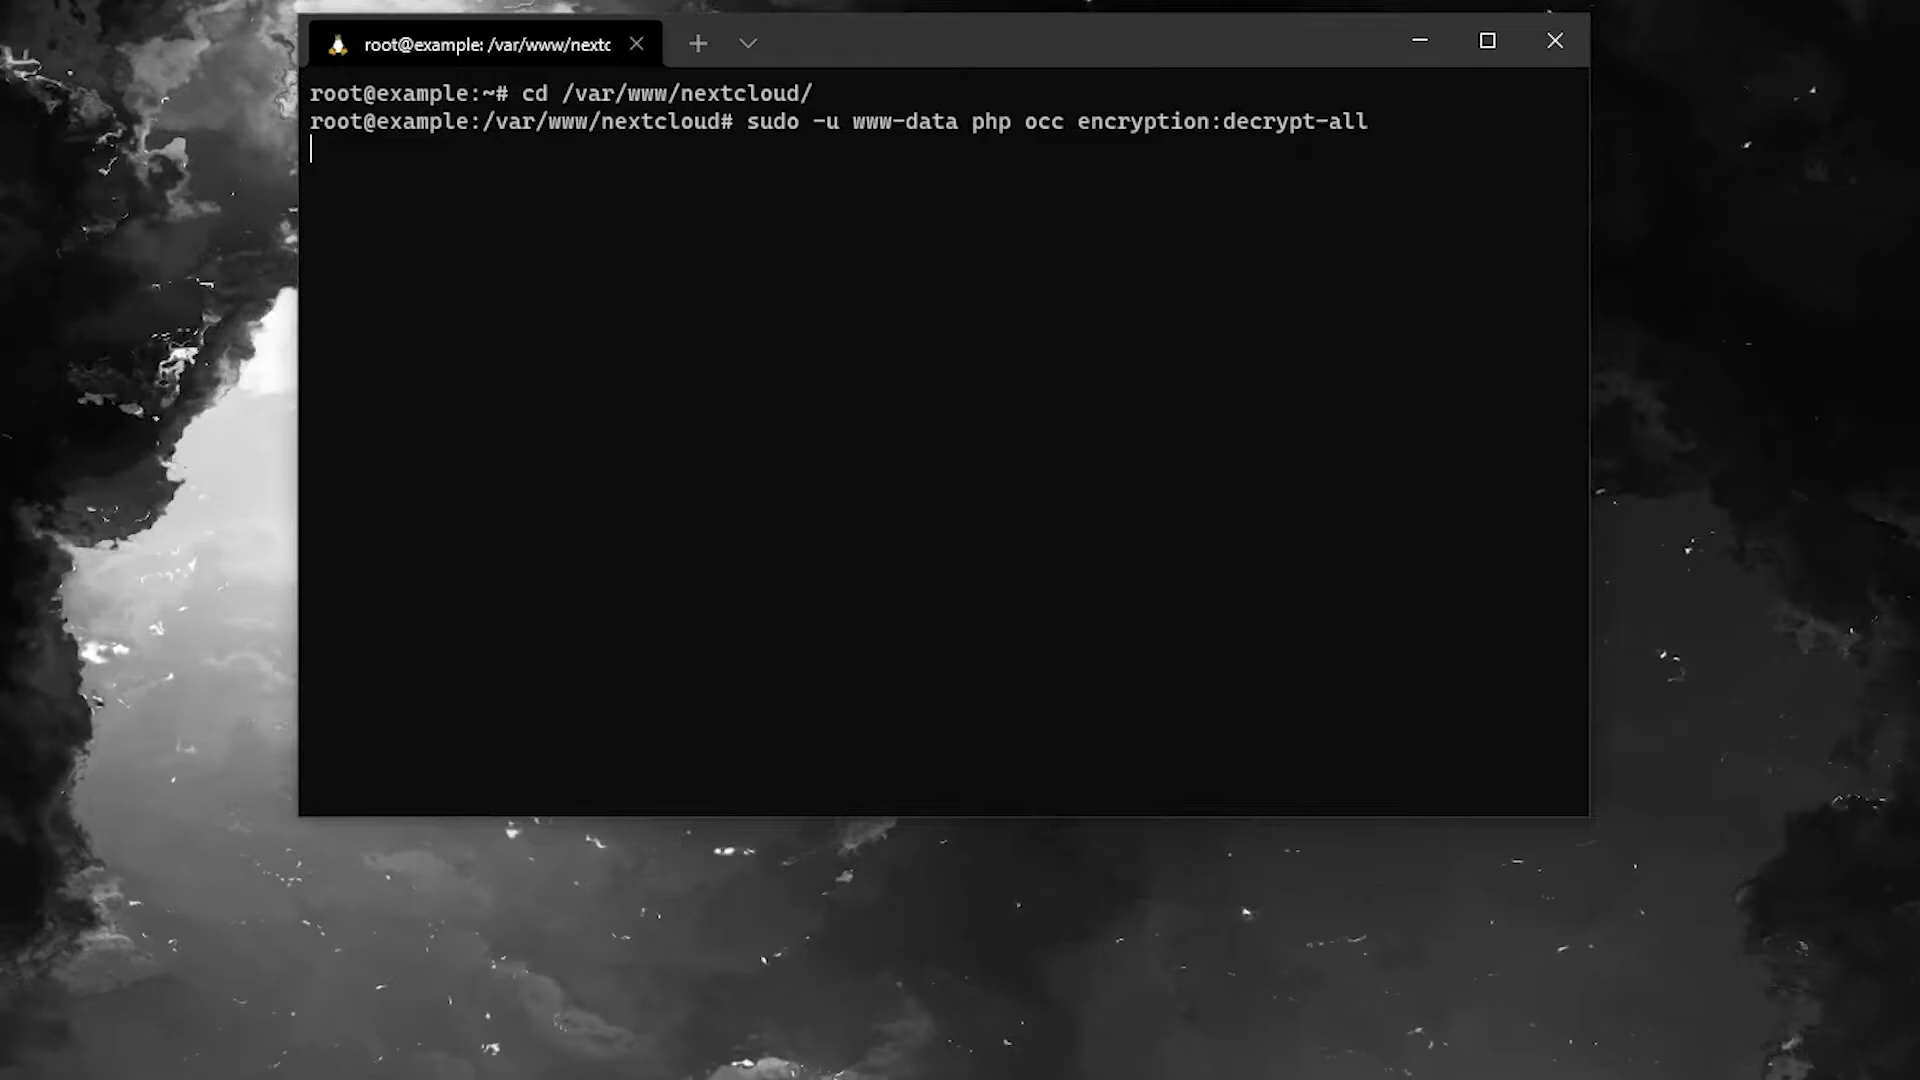 root@example: /var/www/nextc
root@example:~# cd /var/www/nextcloud/
root@example:/var/www/nextcloud# sudo -u www-data php occ encryption:decrypt-all